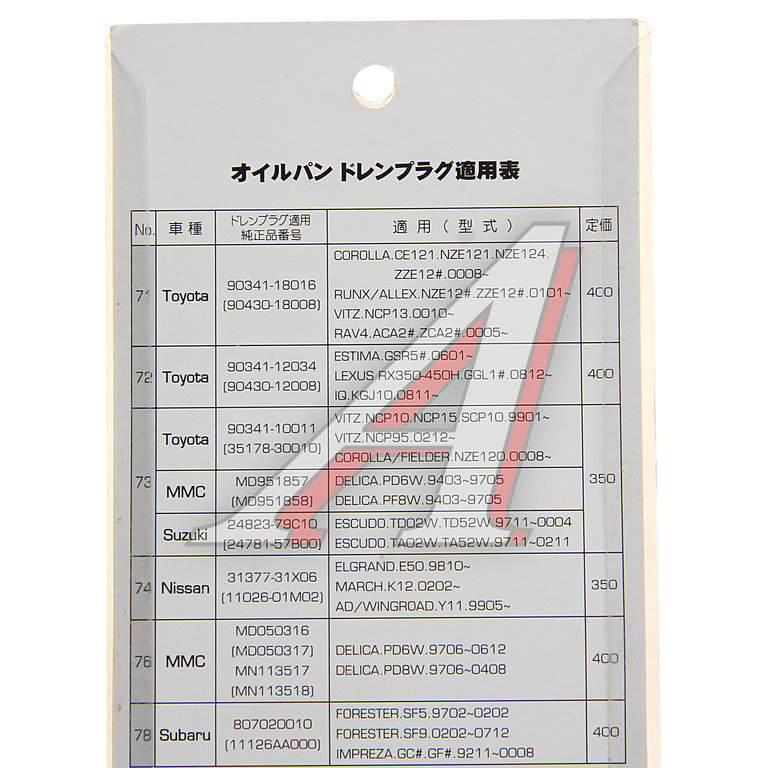 オイルパン ドレンプラグ適用表
No. 車種 ドレンプラグ適用 純正品番号 適用(型式) 定価
71 Toyota 90341-18016 (90430-18008) 400
COROLLA.CE121.NZE121.NZE124.
ZZE12#.0008~
RUNX/ALLEX.NZE12#.ZZE12#.0101~
VITZ.NCP13.0010~
RAV4.ACA2#.ZCA2#.0005~
72 Toyota 90341-12034 (90430-12008) 400
ESTIMA.GSR5#.0601~
LEXUS RX350-450H.GGL1#.0812~
IQ.KGJ10.0811~
73 Toyota 90341-10011 (35178-30010) 350
VITZ.NCP10.NCP15.SCP10.9901~
VITZ.NCP95.0212~
COROLLA/FIELDER.NZE120.0008~
MMC MD951857 (MD951858)
DELICA.PD6W.9403~9705
DELICA.PF8W.9403~9705
Suzuki 24823-79C10 (24781-57B00)
ESCUDO.TD02W.TD52W.9711~0004
ESCUDO.TA02W.TA52W.9711~0211
74 Nissan 31377-31X06 (11026-01M02) 350
ELGRAND.E50.9810~
MARCH.K12.0202~
AD/WINGROAD.Y11.9905~
76 MMC MD050316 (MD050317) MN113517 (MN113518) 400
DELICA.PD6W.9706~0612
DELICA.PD8W.9706~0408
78 Subaru 807020010 (11126AA000) 400
FORESTER.SF5.9702~0202
FORESTER.SF9.0202~0712
IMPREZA.GC#.GF#.9211~0008